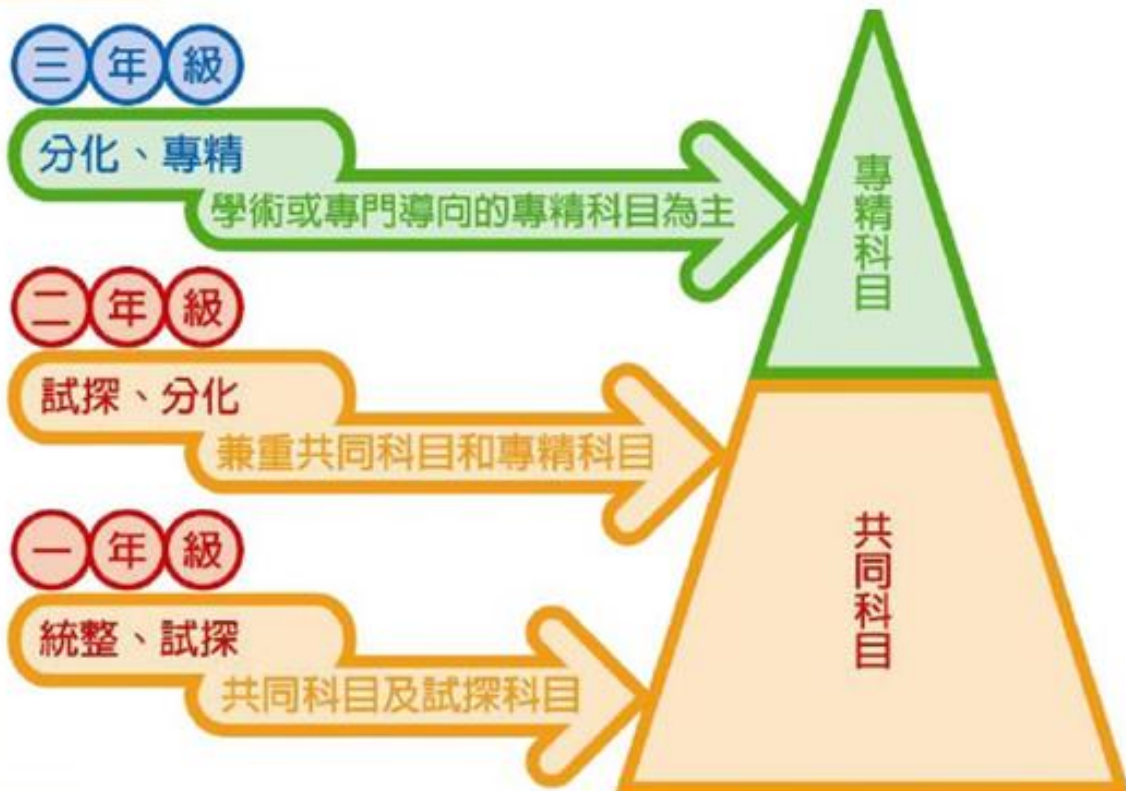 三年級
分化、專精
學術或專門導向的專精科目為主
專精科目
二年級
試探、分化
兼重共同科目和專精科目
一年級
統整、試探
共同科目及試探科目
共同科目